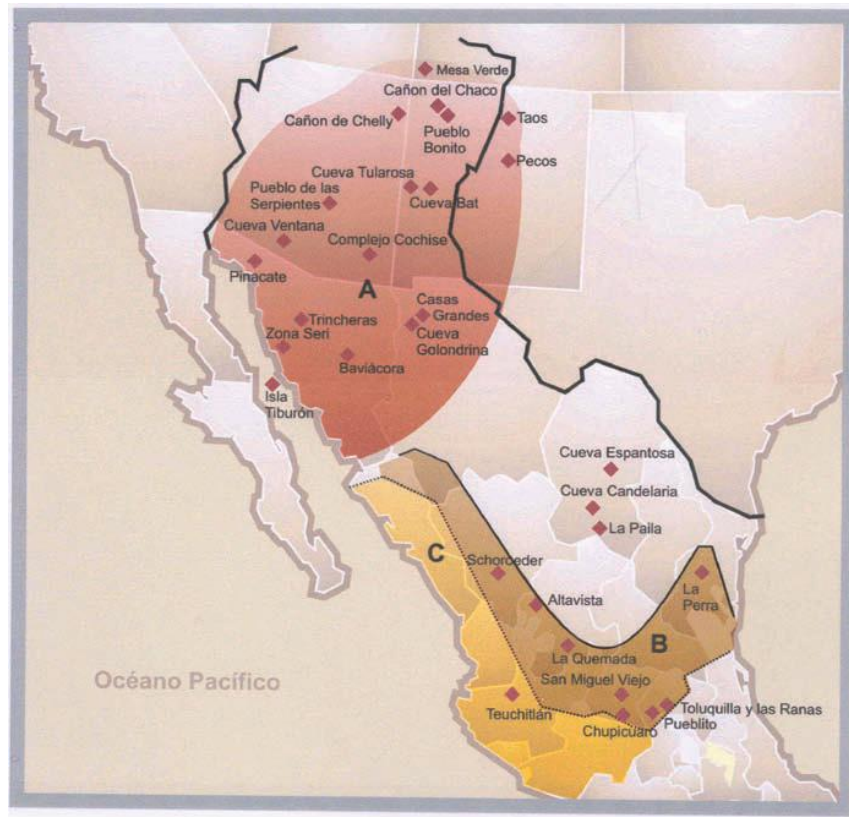 Mesa Verde
Cañon del Chaco
Cañon de Chelly
Pueblo
Bonito
Taos
Pecos
Cueva Tularosa
Pueblo de las
Serpientes
Cueva Bat
Cueva Ventana
Complejo Cochise
Pinacate
A
Casas
Grandes
Trincheras
Zona Seri
Cueva
Golondrina
Baviácora
Isla
Tiburón
Cueva Espantosa
Cueva Candelaria
La Paila
C
Schorceder
La
Perra
Altavista
B
La Quemada
San Miguel Viejo
Océano Pacífico
Teuchitlán
Toluquilla y las Ranas
Pueblito
Chupicuaro